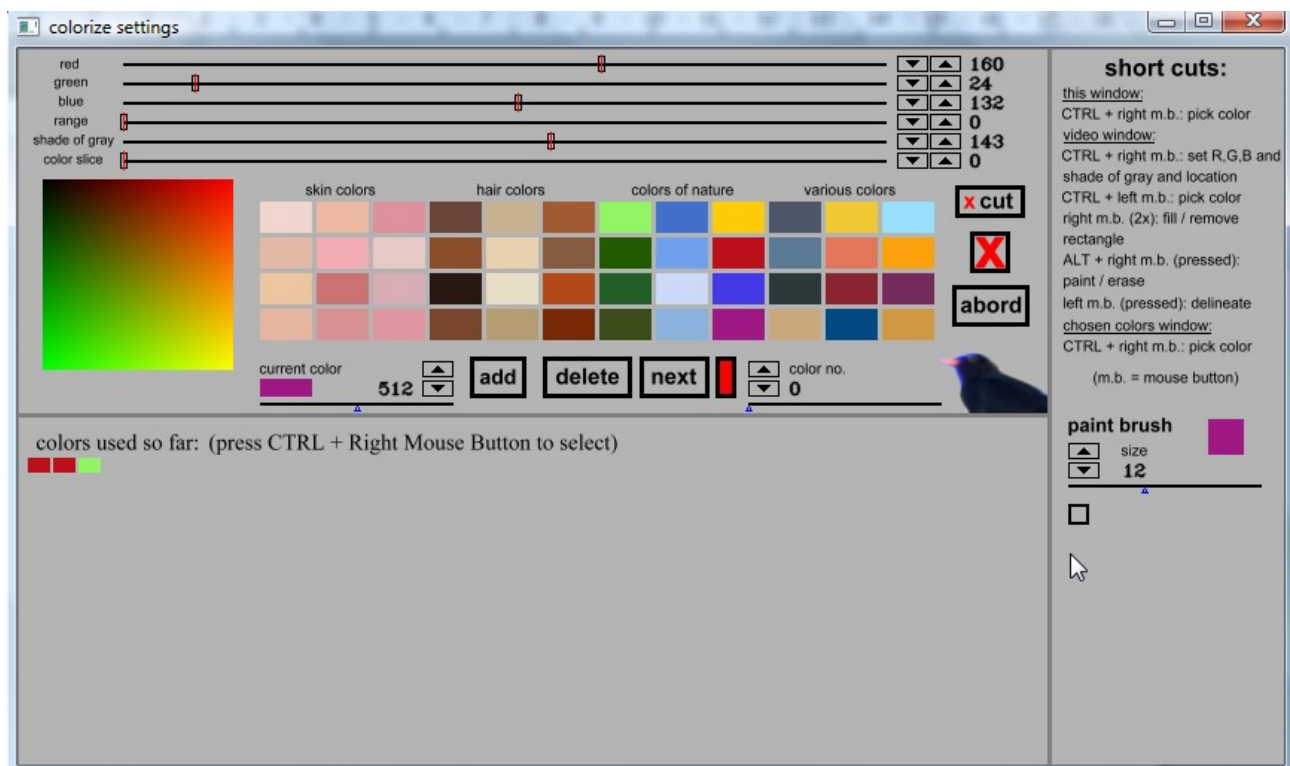 colorize settings
red 160
green 24
blue 132
range 0
shade of gray 143
color slice 0
skin colors hair colors colors of nature various colors
x cut
X
abord
current color
512
add delete next
color no.
0
colors used so far: (press CTRL + Right Mouse Button to select)
short cuts:
this window:
CTRL + right m.b.: pick color
video window:
CTRL + right m.b.: set R,G,B and
shade of gray and location
CTRL + left m.b.: pick color
right m.b. (2x): fill / remove
rectangle
ALT + right m.b. (pressed):
paint / erase
left m.b. (pressed): delineate
chosen colors window:
CTRL + right m.b.: pick color
(m.b. = mouse button)
paint brush
size
12